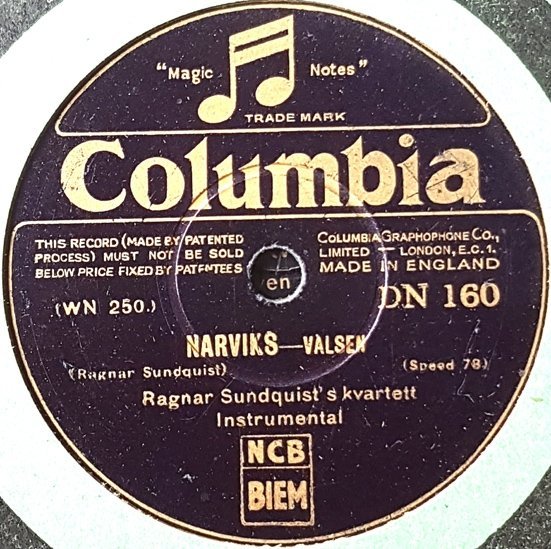 "Magic Notes"
TRADE MARK
Columbia
THIS RECORD (MADE BY PATENTED
PROCESS) MUST NOT BE SOLD
BELOW PRICE FIXED BY PATENTEES
COLUMBIA GRAPHOPHONE CO.,
LIMITED — LONDON, E.C.1.
MADE IN ENGLAND
en
(WN 250.)
DN 160
NARVIKS—VALSEN
(Ragnar Sundquist)
(Speed 78)
Ragnar Sundquist's kvartett
Instrumental
NCB
BIEM